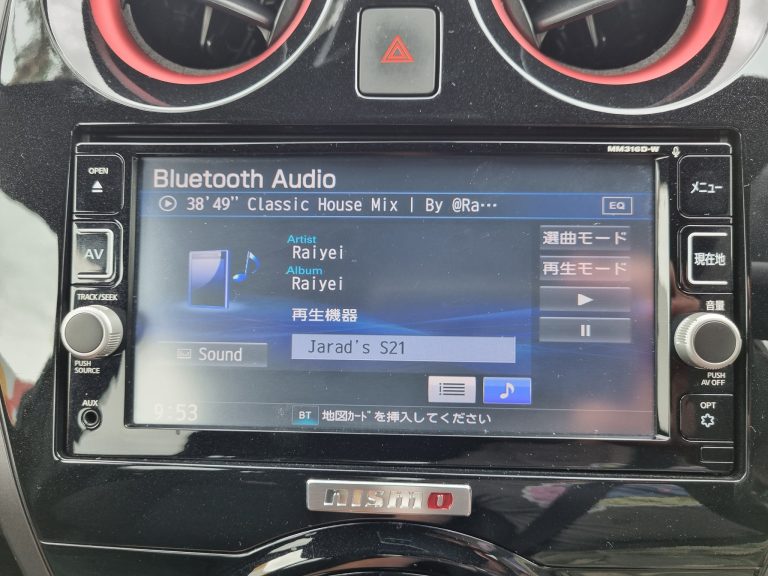 MM316D-W
OPEN
AV
TRACK/SEEK
PUSH
SOURCE
AUX
Bluetooth Audio
38'49" Classic House Mix | By @Ra…
EQ
Artist
Raiyei
Album
Raiyei
再生機器
Jarad's S21
Sound
選曲モード
再生モード
9:53
BT 地図ｶｰﾄﾞを挿入してください
メニュー
現在地
音量
PUSH
AV OFF
OPT
nismo